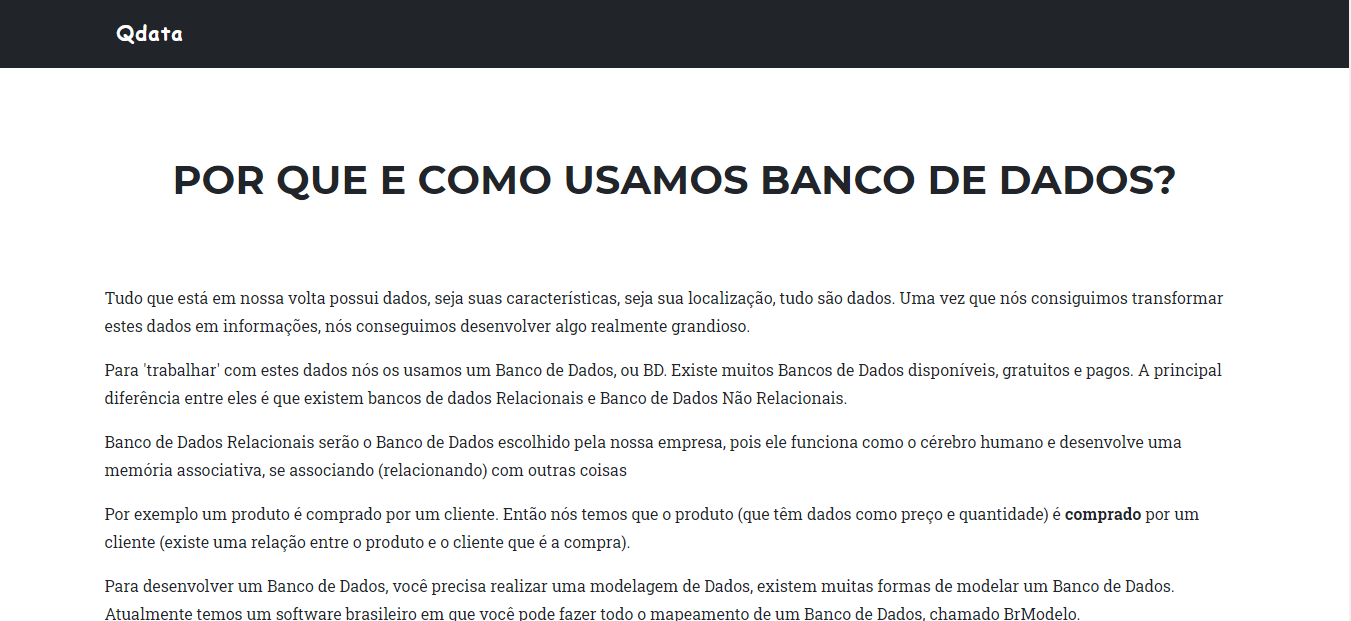 Qdata
POR QUE E COMO USAMOS BANCO DE DADOS?
Tudo que está em nossa volta possui dados, seja suas características, seja sua localização, tudo são dados. Uma vez que nós consiguimos transformar
estes dados em informações, nós conseguimos desenvolver algo realmente grandioso.
Para 'trabalhar' com estes dados nós os usamos um Banco de Dados, ou BD. Existe muitos Bancos de Dados disponíveis, gratuitos e pagos. A principal
diferência entre eles é que existem bancos de dados Relacionais e Banco de Dados Não Relacionais.
Banco de Dados Relacionais serão o Banco de Dados escolhido pela nossa empresa, pois ele funciona como o cérebro humano e desenvolve uma
memória associativa, se associando (relacionando) com outras coisas
Por exemplo um produto é comprado por um cliente. Então nós temos que o produto (que têm dados como preço e quantidade) é comprado por um
cliente (existe uma relação entre o produto e o cliente que é a compra).
Para desenvolver um Banco de Dados, você precisa realizar uma modelagem de Dados, existem muitas formas de modelar um Banco de Dados.
Atualmente temos um software brasileiro em que você pode fazer todo o mapeamento de um Banco de Dados, chamado BrModelo.